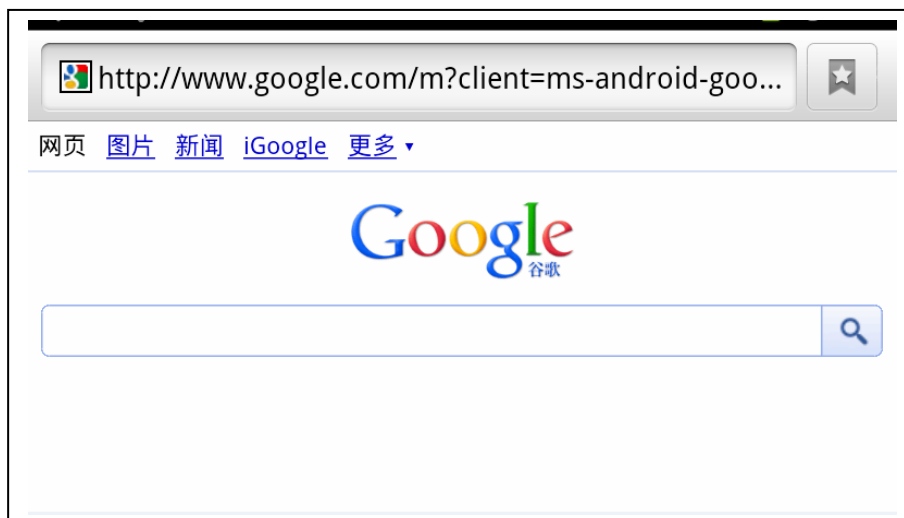 http://www.google.com/m?client=ms-android-goo...
网页 图片 新闻 iGoogle 更多
Google
谷歌